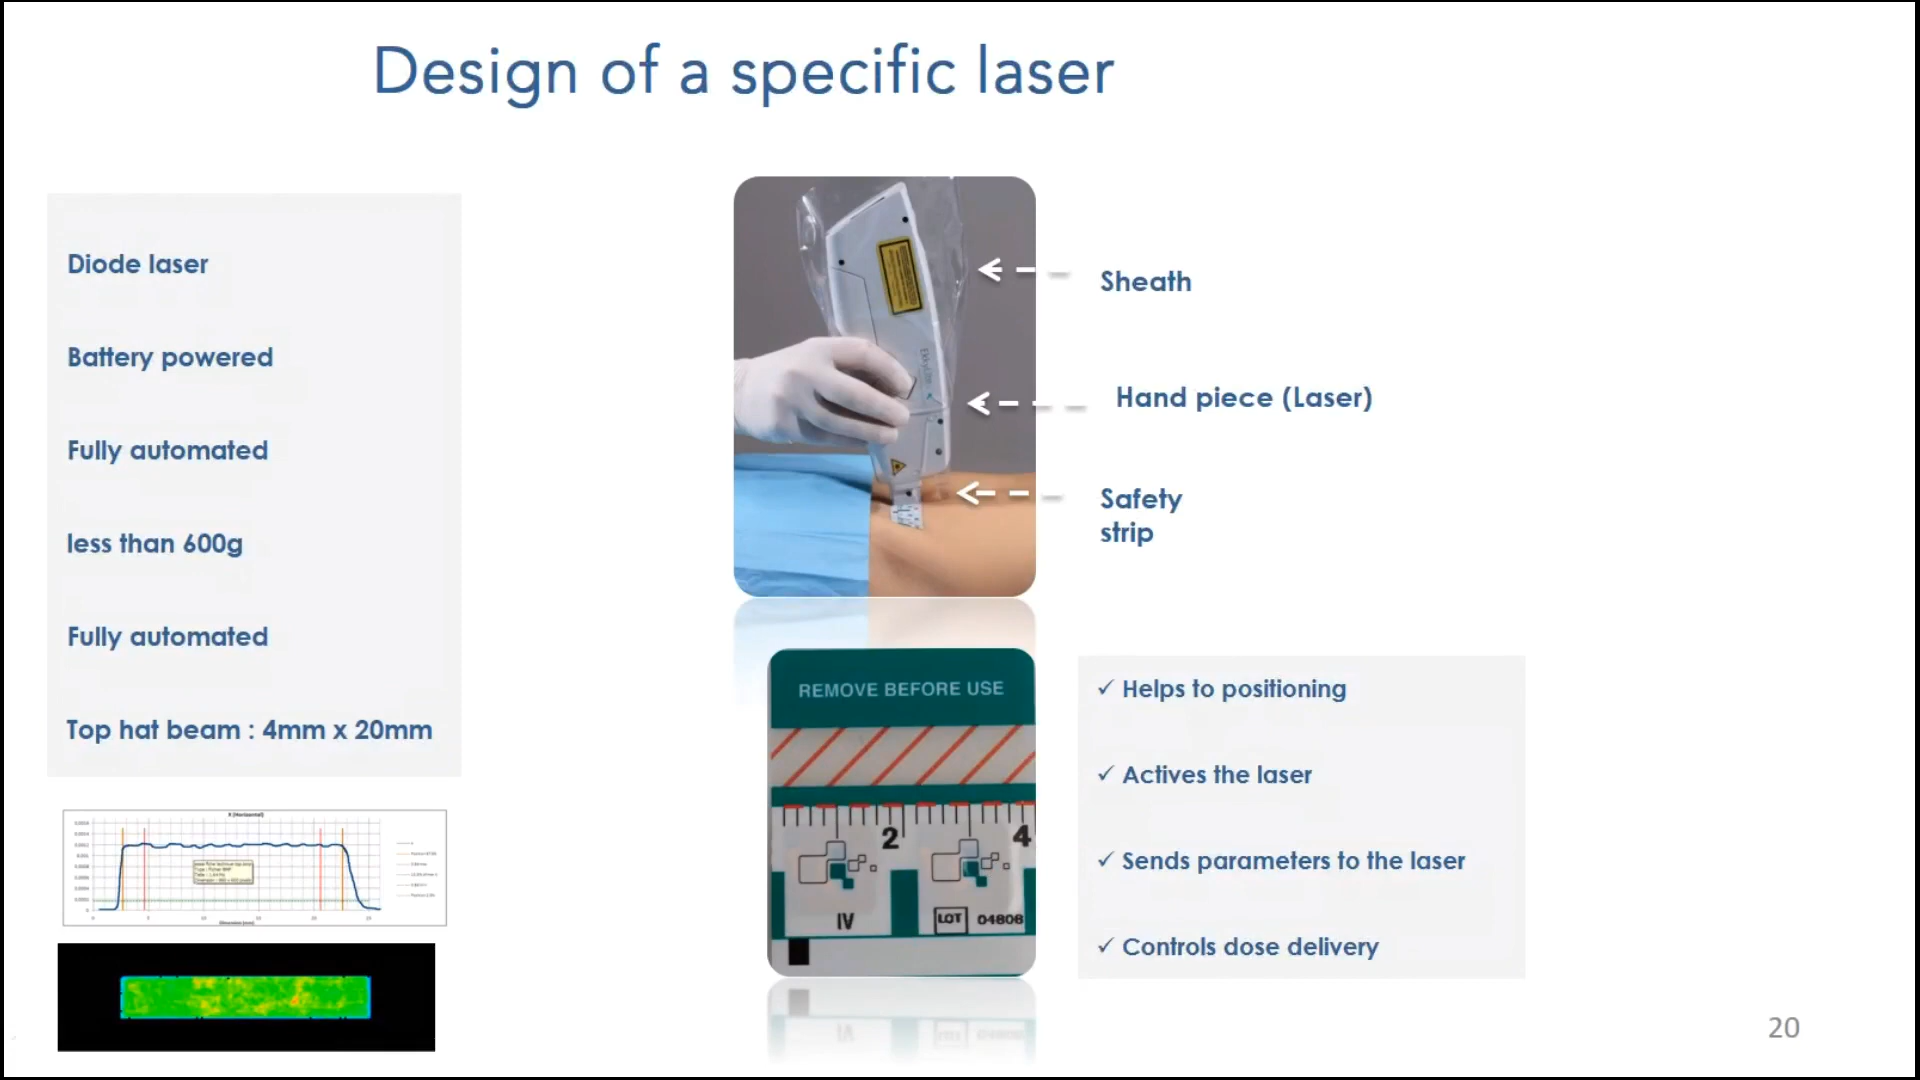 Design of a specific laser
Diode laser
Battery powered
Fully automated
less than 600g
Fully automated
Top hat beam : 4mm x 20mm
Sheath
Hand piece (Laser)
Safety
strip
REMOVE BEFORE USE
2
4
IV
LOT 04808
✓ Helps to positioning
✓ Actives the laser
✓ Sends parameters to the laser
✓ Controls dose delivery
X (Horizontal)
20